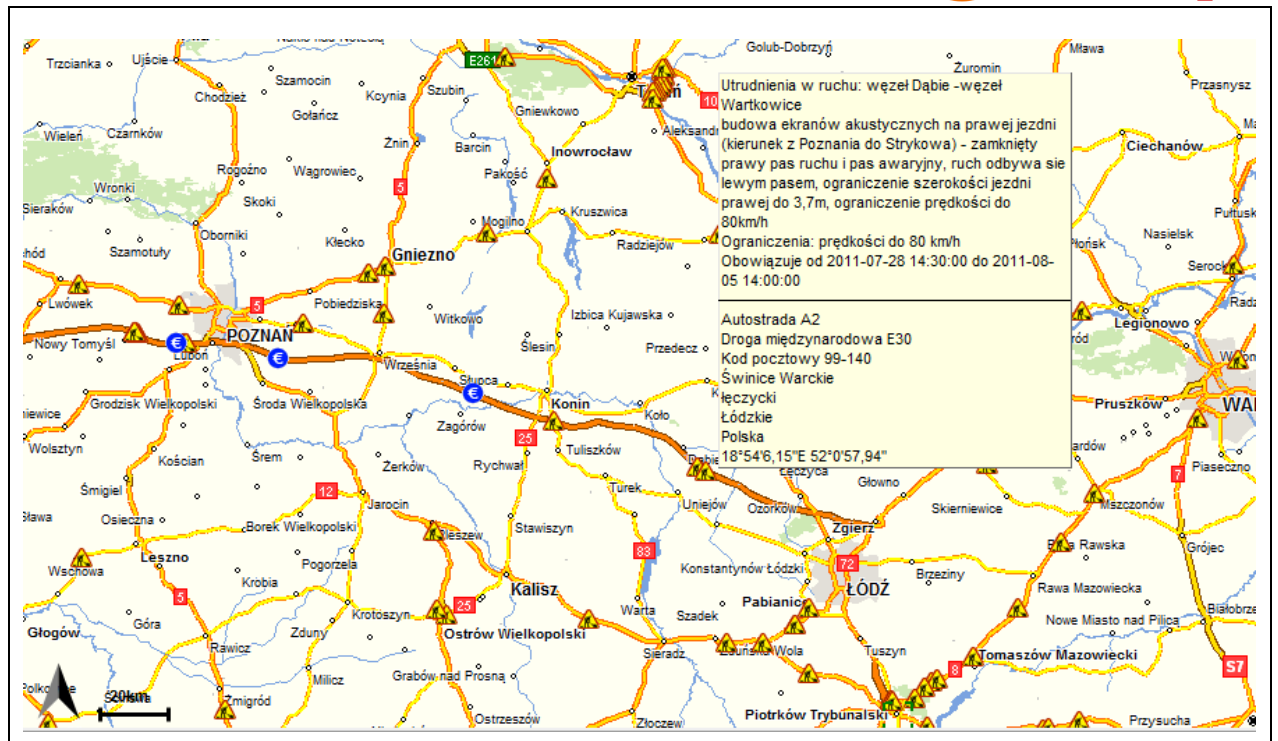 E261
Golub-Dobrzyń
Mława
Trzcianka
Ujście
Szamocin
Żuromin
Przasnysz
Chodzież
Kcynia
Szubin
Gołańcz
Gniewkowo
10
Wieleń
Czarnków
Żnin
Barcin
Inowrocław
Ciechanów
Rogoźno
Wągrowiec
Pakość
Wronki
5
Skoki
Sieraków
Kruszwica
Mogilno
Oborniki
Kłecko
Radziejów
Szamotuły
Gniezno
Płońsk
Nasielsk
Utrudnienia w ruchu: węzeł Dąbie -węzeł
Wartkowice
budowa ekranów akustycznych na prawej jezdni
(kierunek z Poznania do Strykowa) - zamknięty
prawy pas ruchu i pas awaryjny, ruch odbywa sie
lewym pasem, ograniczenie szerokości jezdni
prawej do 3,7m, ograniczenie prędkości do
80km/h
Ograniczenia: prędkości do 80 km/h
Obowiązuje od 2011-07-28 14:30:00 do 2011-08-
05 14:00:00
Autostrada A2
Droga międzynarodowa E30
Kod pocztowy 99-140
Świnice Warckie
łęczycki
Łódzkie
Polska
18°54'6,15"E 52°0'57,94"
Lwówek
5
Pobiedziska
Witkowo
Izbica Kujawska
Legionowo
POZNAŃ
Nowy Tomyśl
Luboń
Ślesin
Przedecz
Września
Słupca
Grodzisk Wielkopolski
Środa Wielkopolska
Konin
Koło
Pruszków
Zagórów
Wolsztyn
25
Kościan
Śrem
Żerków
Rychwał
Tuliszków
Łęczyca
7
Piaseczno
Śmigiel
12
Turek
Głowno
Jarocin
Uniejów
Ozorków
Skierniewice
Mszczonów
Osieczna
Borek Wielkopolski
Stawiszyn
Zgierz
Leszno
Pogorzela
83
Grójec
Wschowa
Konstantynów Łódzki
72
Krobia
Kalisz
ŁÓDŹ
Brzeziny
Rawa Mazowiecka
5
Krotoszyn
25
Warta
Szadek
Pabianice
Góra
Nowe Miasto nad Pilicą
Głogów
Zduny
Ostrów Wielkopolski
Rawicz
Sieradz
Tuszyn
Tomaszów Mazowiecki
8
S7
Milicz
Grabów nad Prosną
20km
Żmigród
Ostrzeszów
Złoczew
Piotrków Trybunalski
Przysucha